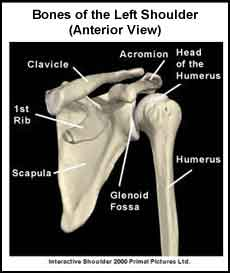 Bones of the Left Shoulder
(Anterior View)
Clavicle
Acromion
Head
of the
Humerus
1st
Rib
Scapula
Humerus
Glenoid
Fossa
Interactive Shoulder 2000 Primal Pictures Ltd.